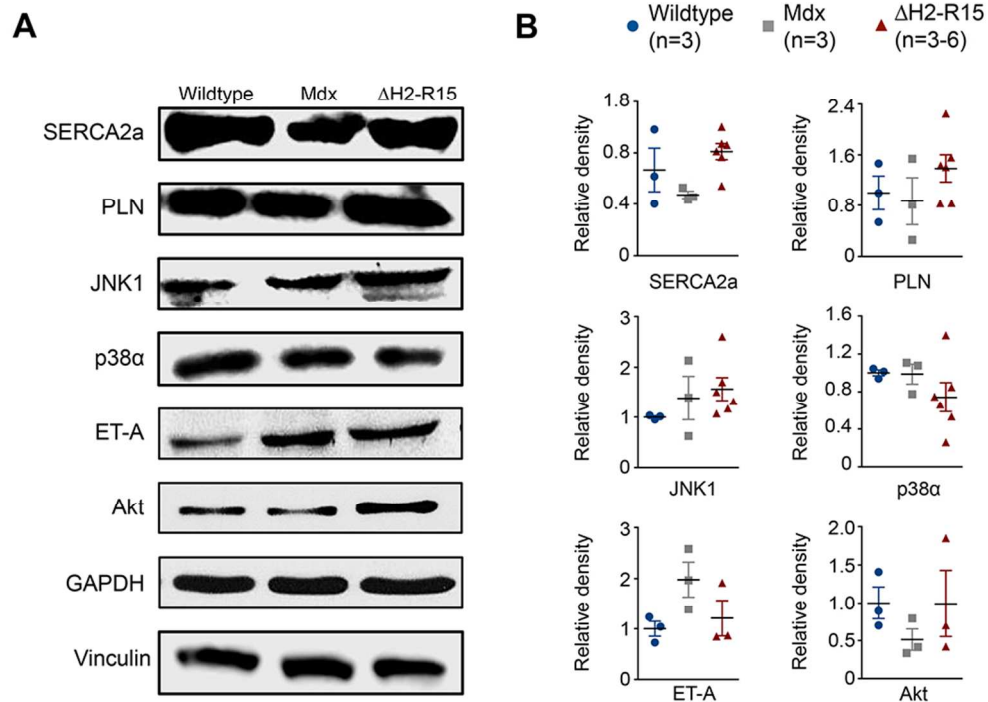 A
Wildtype Mdx ΔH2-R15
SERCA2a
PLN
JNK1
p38α
ET-A
Akt
GAPDH
Vinculin
B
Wildtype Mdx ΔH2-R15
(n=3) (n=3) (n=3-6)
Relative density
1.8
0.8
0.4
0
SERCA2a
Relative density
2.4
1.6
0.8
0
PLN
Relative density
3
2
1
0
JNK1
Relative density
1.6
1.2
0.8
0.4
0
p38α
Relative density
3
2
1
0
ET-A
Relative density
2.0
1.5
1.0
0.5
0
Akt